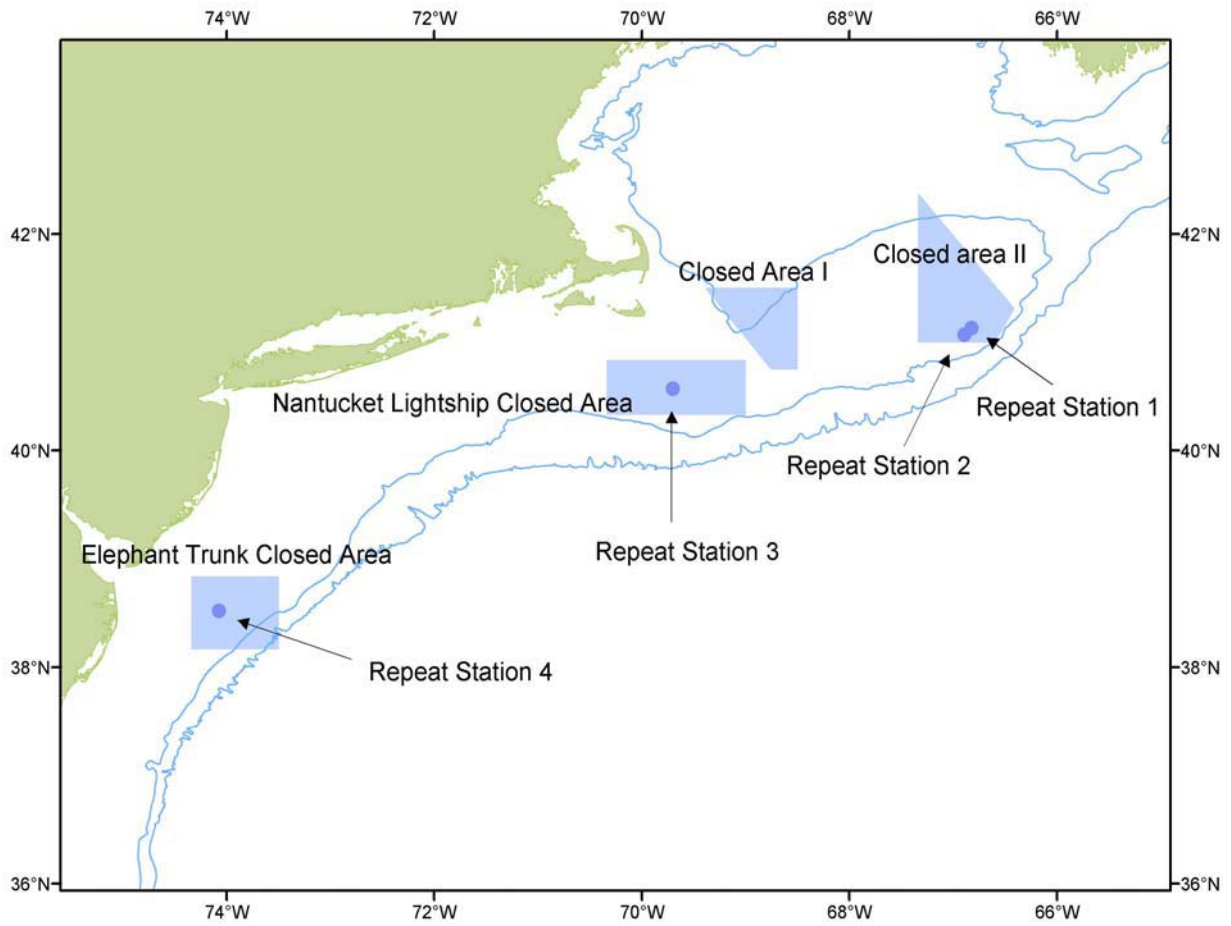 74°W
72°W
70°W
68°W
66°W
42°N
42°N
Closed area II
Closed Area I
Nantucket Lightship Closed Area
Repeat Station 1
40°N
40°N
Repeat Station 2
Repeat Station 3
Elephant Trunk Closed Area
38°N
38°N
Repeat Station 4
36°N
36°N
74°W
72°W
70°W
68°W
66°W